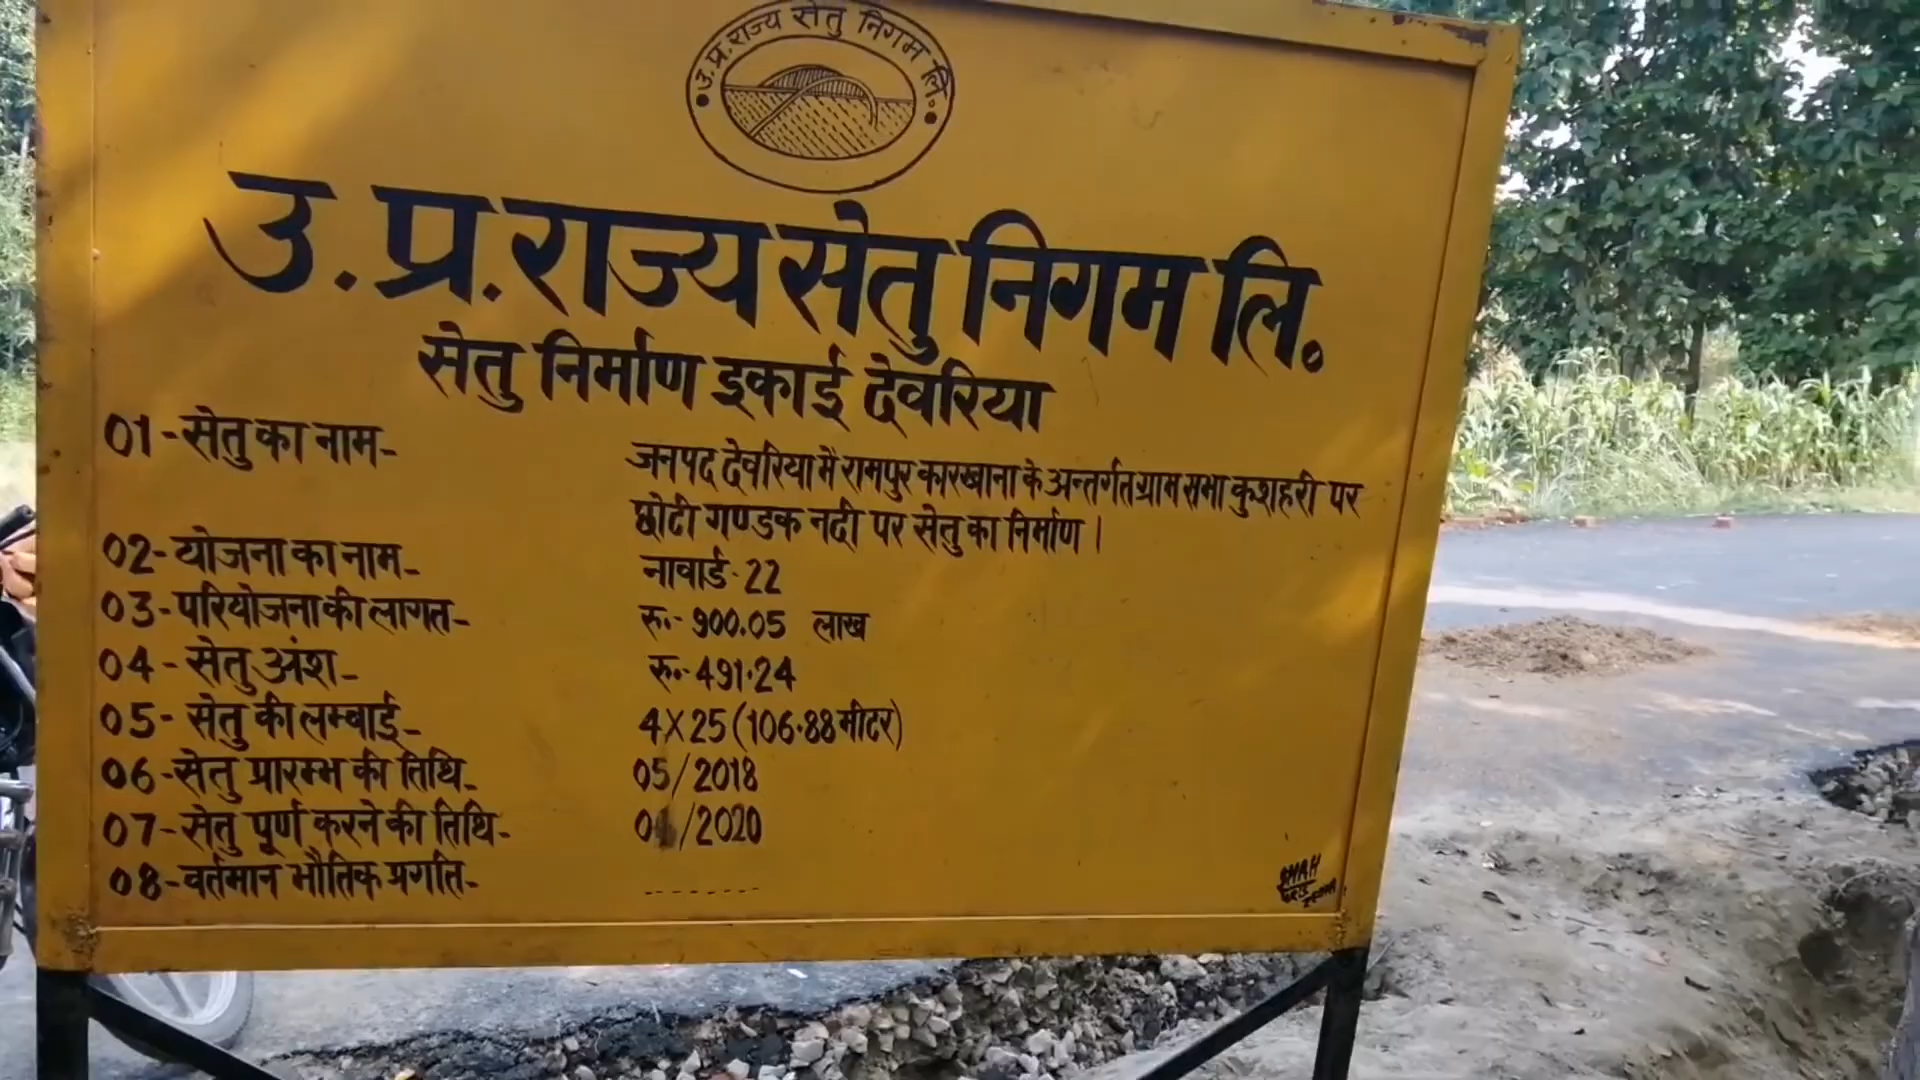 उ.प्र.राज्य सेतु निगम लि.
उ.प्र.राज्य सेतु निगम लि.
सेतु निर्माण इकाई देवरिया
01-सेतु का नाम- जनपद देवरिया मे रामपुर कारखाना के अन्तर्गत ग्राम सभा कुशहरी पर
छोटी गण्डक नदी पर सेतु का निर्माण।
02-योजना का नाम- नावार्ड-22
03-परियोजना की लागत- रु०- 900.05 लाख
04-सेतु अंश- रु०-491.24
05- सेतु की लम्वाई- 4X25(106.88मीटर)
06-सेतु प्रारम्भ की तिथि- 05/2018
07-सेतु पूर्ण करने की तिथि- /2020
08-वर्तमान भौतिक प्रगति- ---------
SHAH